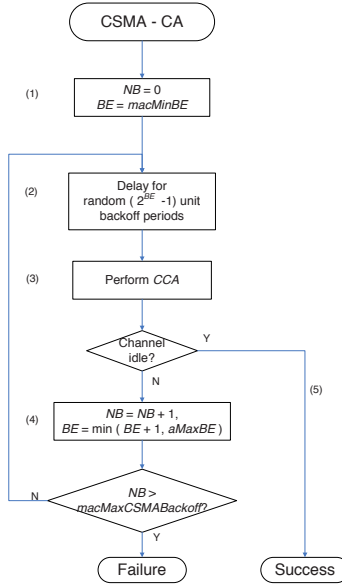 CSMA - CA
(1)
NB = 0
BE = macMinBE
(2)
Delay for
random ( 2^BE -1) unit
backoff periods
(3)
Perform CCA
Channel
idle?
Y
N
(5)
(4)
NB = NB + 1,
BE = min ( BE + 1, aMaxBE )
N
NB >
macMaxCSMABackoff?
Y
Failure
Success